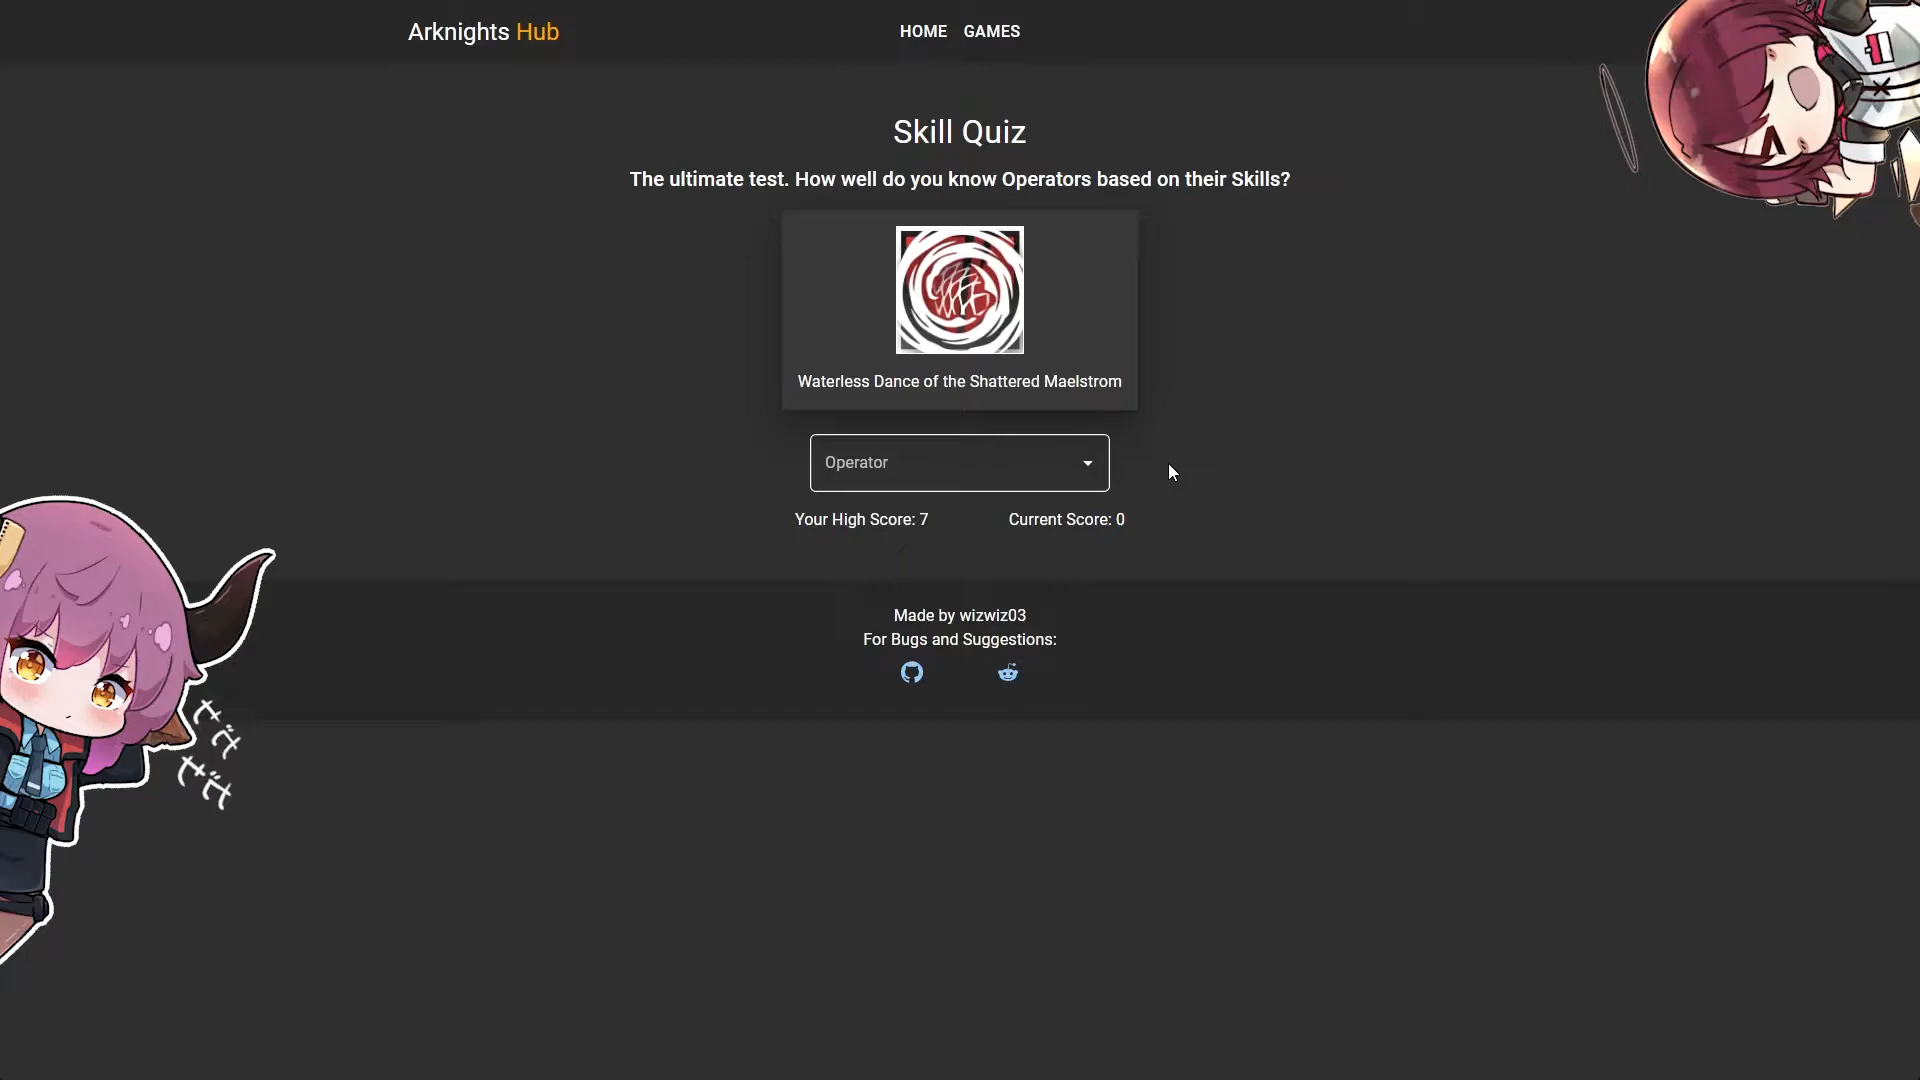 Arknights Hub
HOME GAMES
Skill Quiz
The ultimate test. How well do you know Operators based on their Skills?
Waterless Dance of the Shattered Maelstrom
Operator
Your High Score: 7
Current Score: 0
Made by wizwiz03
For Bugs and Suggestions: